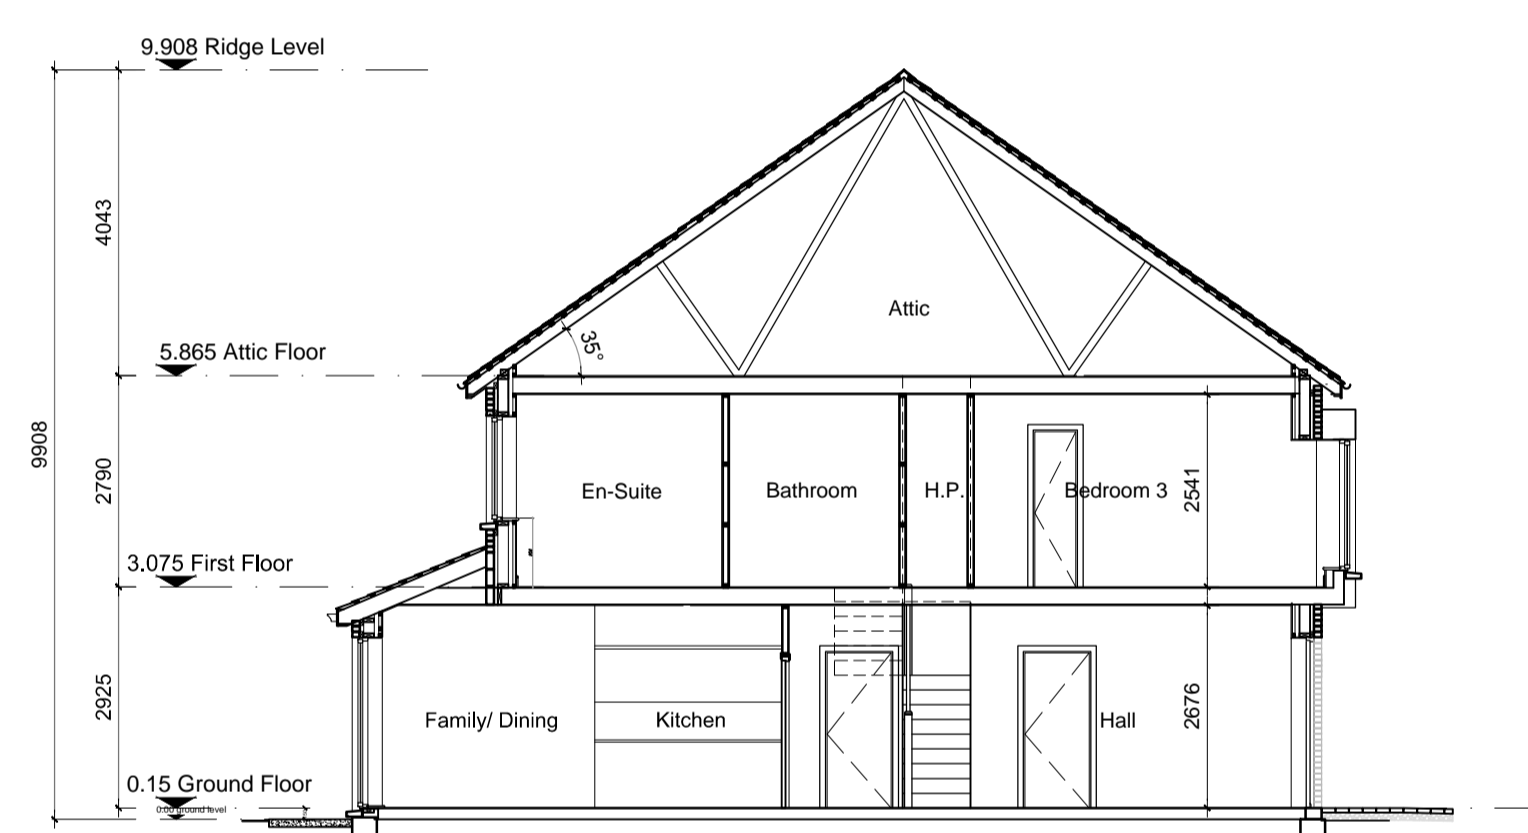 9.908 Ridge Level
4043
Attic
35°
5.865 Attic Floor
9908
2790
En-Suite
Bathroom
H.P.
Bedroom 3
2541
3.075 First Floor
2925
Family/ Dining
Kitchen
Hall
2676
0.15 Ground Floor
0.00 ground level